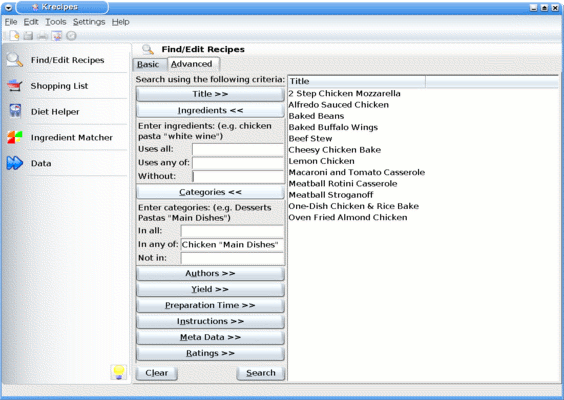 Krecipes
File Edit Tools Settings Help
Find/Edit Recipes
Shopping List
Diet Helper
Ingredient Matcher
Data
Find/Edit Recipes
Basic Advanced
Search using the following criteria:
Title >>
Ingredients <<
Enter ingredients: (e.g. chicken
pasta "white wine")
Uses all:
Uses any of:
Without:
Categories <<
Enter categories: (e.g. Desserts
Pastas "Main Dishes")
In all:
In any of: Chicken "Main Dishes"
Not in:
Authors >>
Yield >>
Preparation Time >>
Instructions >>
Meta Data >>
Ratings >>
Clear Search
Title
2 Step Chicken Mozzarella
Alfredo Sauced Chicken
Baked Beans
Baked Buffalo Wings
Beef Stew
Cheesy Chicken Bake
Lemon Chicken
Macaroni and Tomato Casserole
Meatball Rotini Casserole
Meatball Stroganoff
One-Dish Chicken & Rice Bake
Oven Fried Almond Chicken